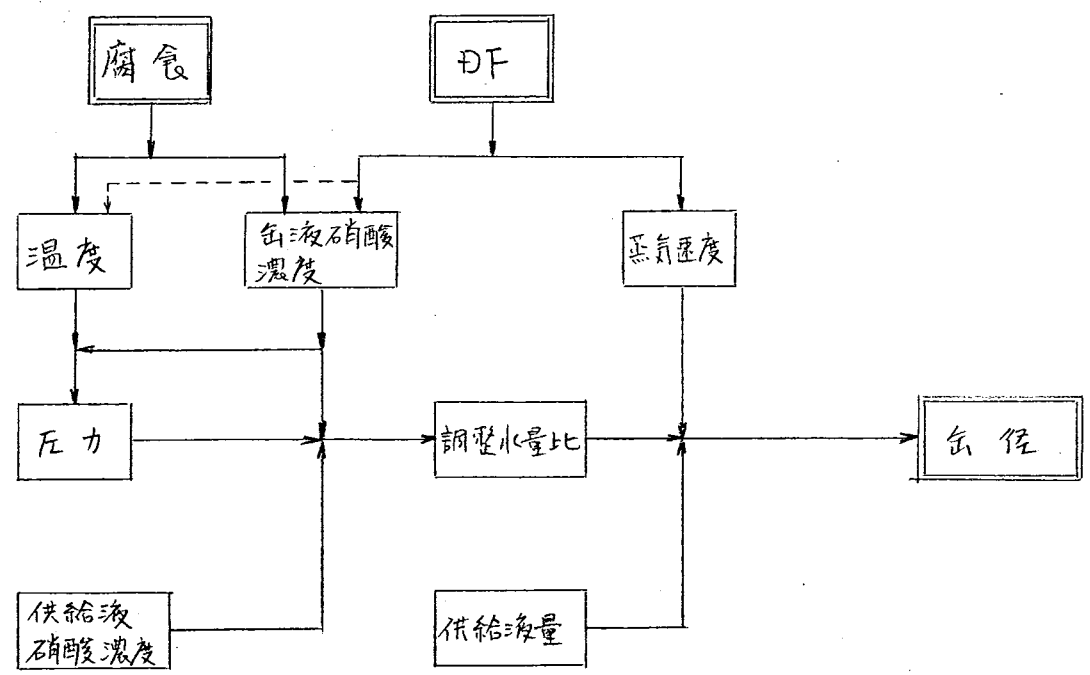 腐食
DF
温度
缶液硝酸
濃度
蒸気速度
圧力
調整水量比
缶径
供給液
硝酸濃度
供給液量